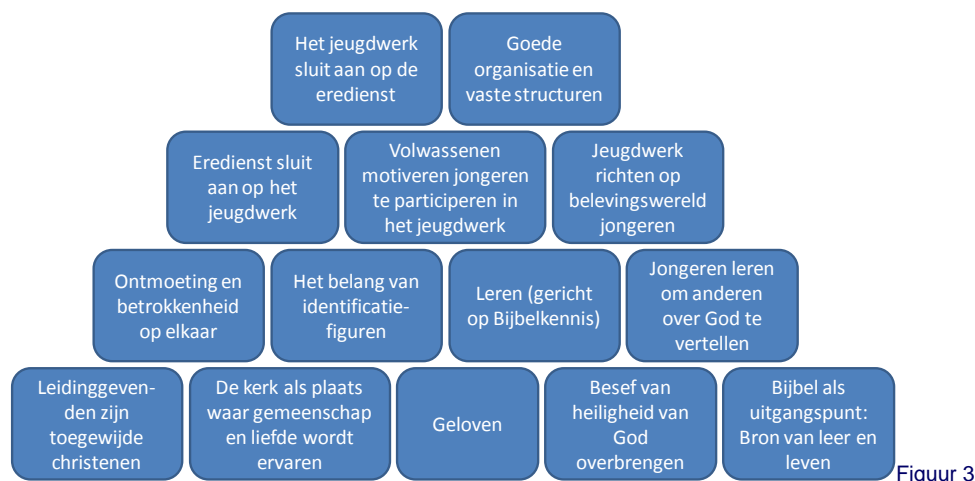 Het jeugdwerk
sluit aan op de
eredienst
Goede
organisatie en
vaste structuren
Eredienst sluit
aan op het
jeugdwerk
Volwassenen
motiveren jongeren
te participeren in
het jeugdwerk
Jeugdwerk
richten op
belevingswereld
jongeren
Ontmoeting en
betrokkenheid
op elkaar
Het belang van
identificatie-
figuren
Leren (gericht
op Bijbelkennis)
Jongeren leren
om anderen
over God te
vertellen
Leidinggeven-
den zijn
toegewijde
christenen
De kerk als plaats
waar gemeenschap
en liefde wordt
ervaren
Geloven
Besef van
heiligheid van
God
overbrengen
Bijbel als
uitgangspunt:
Bron van leer en
leven
Figuur 3